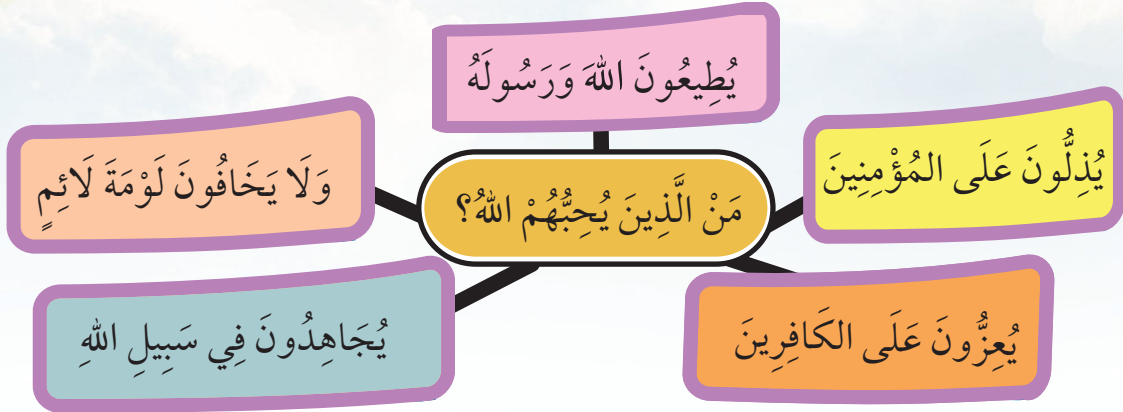 يُطِيعُونَ اللهَ وَرَسُولَهُ
يُذِلُّونَ عَلَى المُؤْمِنِينَ
مَنْ الَّذِينَ يُحِبُّهُمْ اللهُ؟
وَلَا يَخَافُونَ لَوْمَةَ لَائِمٍ
يُعِزُّونَ عَلَى الكَافِرِينَ
يُجَاهِدُونَ فِي سَبِيلِ اللهِ